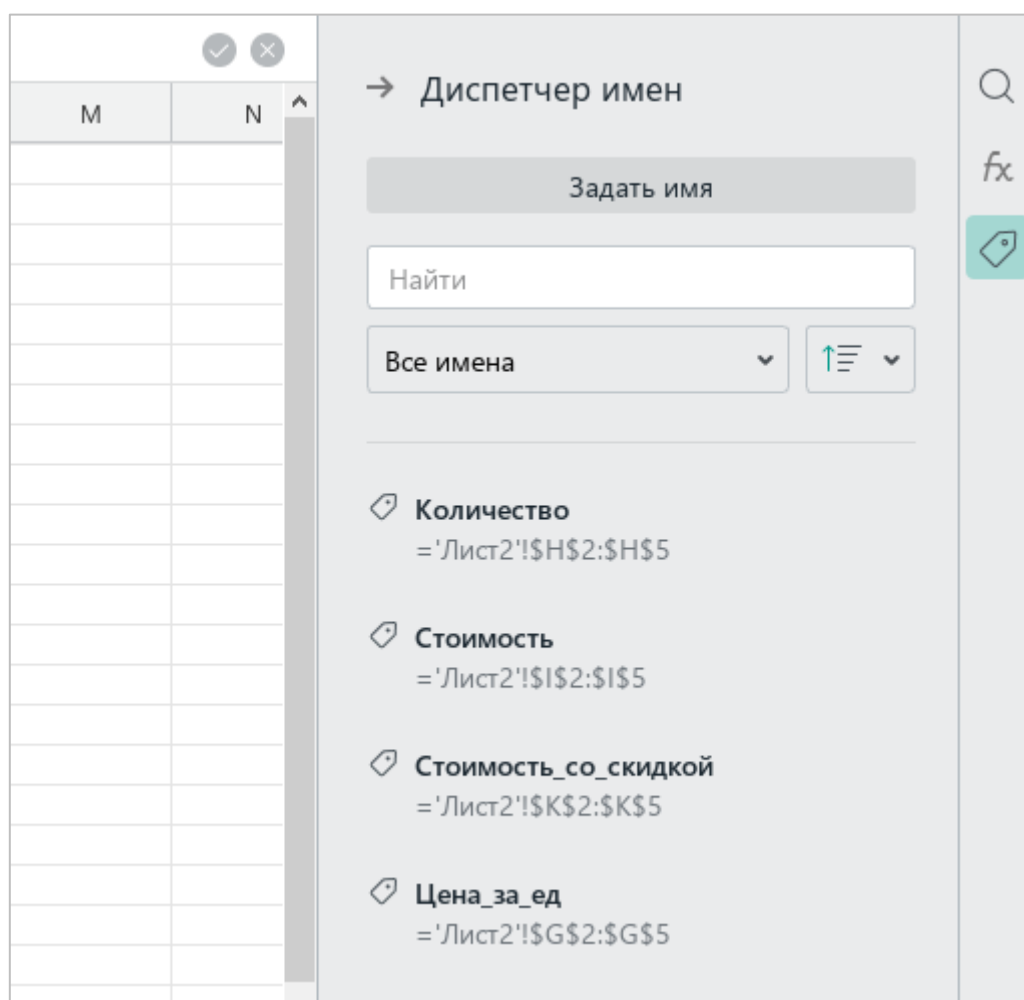 M N
Диспетчер имен
Задать имя
Найти
Все имена
Количество
='Лист2'!$H$2:$H$5
Стоимость
='Лист2'!$I$2:$I$5
Стоимость_со_скидкой
='Лист2'!$K$2:$K$5
Цена_за_ед
='Лист2'!$G$2:$G$5
fx